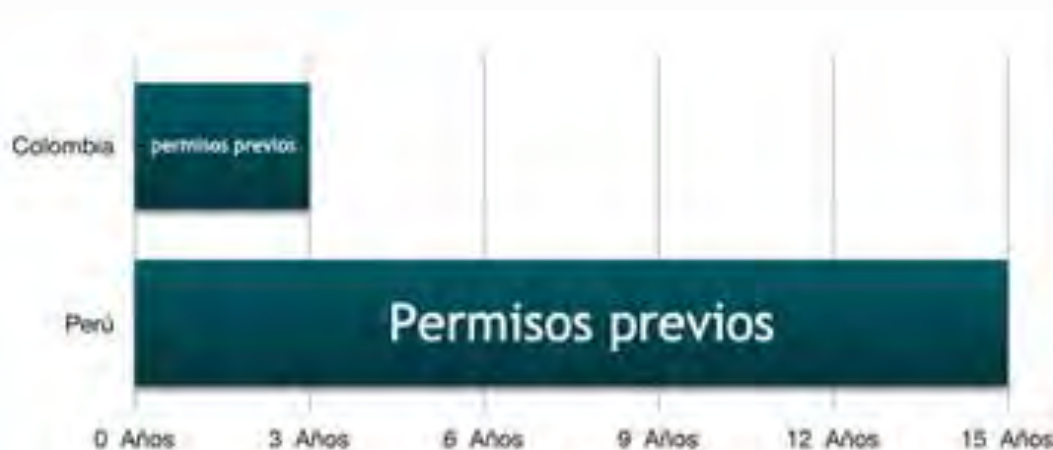 Colombia
permisos previos
Perú
Permisos previos
0 Años 3 Años 6 Años 9 Años 12 Años 15 Años